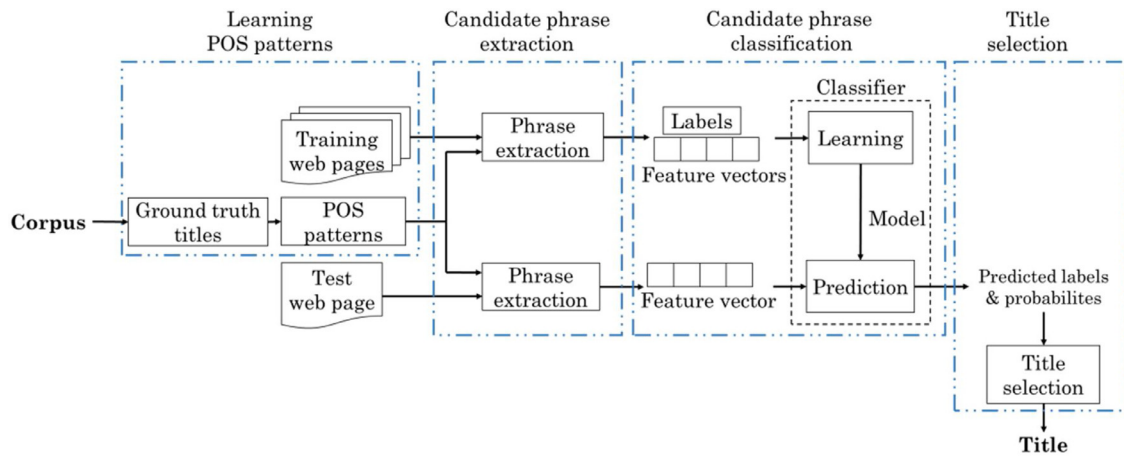 Learning
POS patterns
Candidate phrase
extraction
Candidate phrase
classification
Title
selection
Training
web pages
Phrase
extraction
Labels
Feature vectors
Classifier
Learning
Model
Corpus
Ground truth
titles
POS
patterns
Test
web page
Phrase
extraction
Feature vector
Prediction
Predicted labels
& probabilites
Title
selection
Title